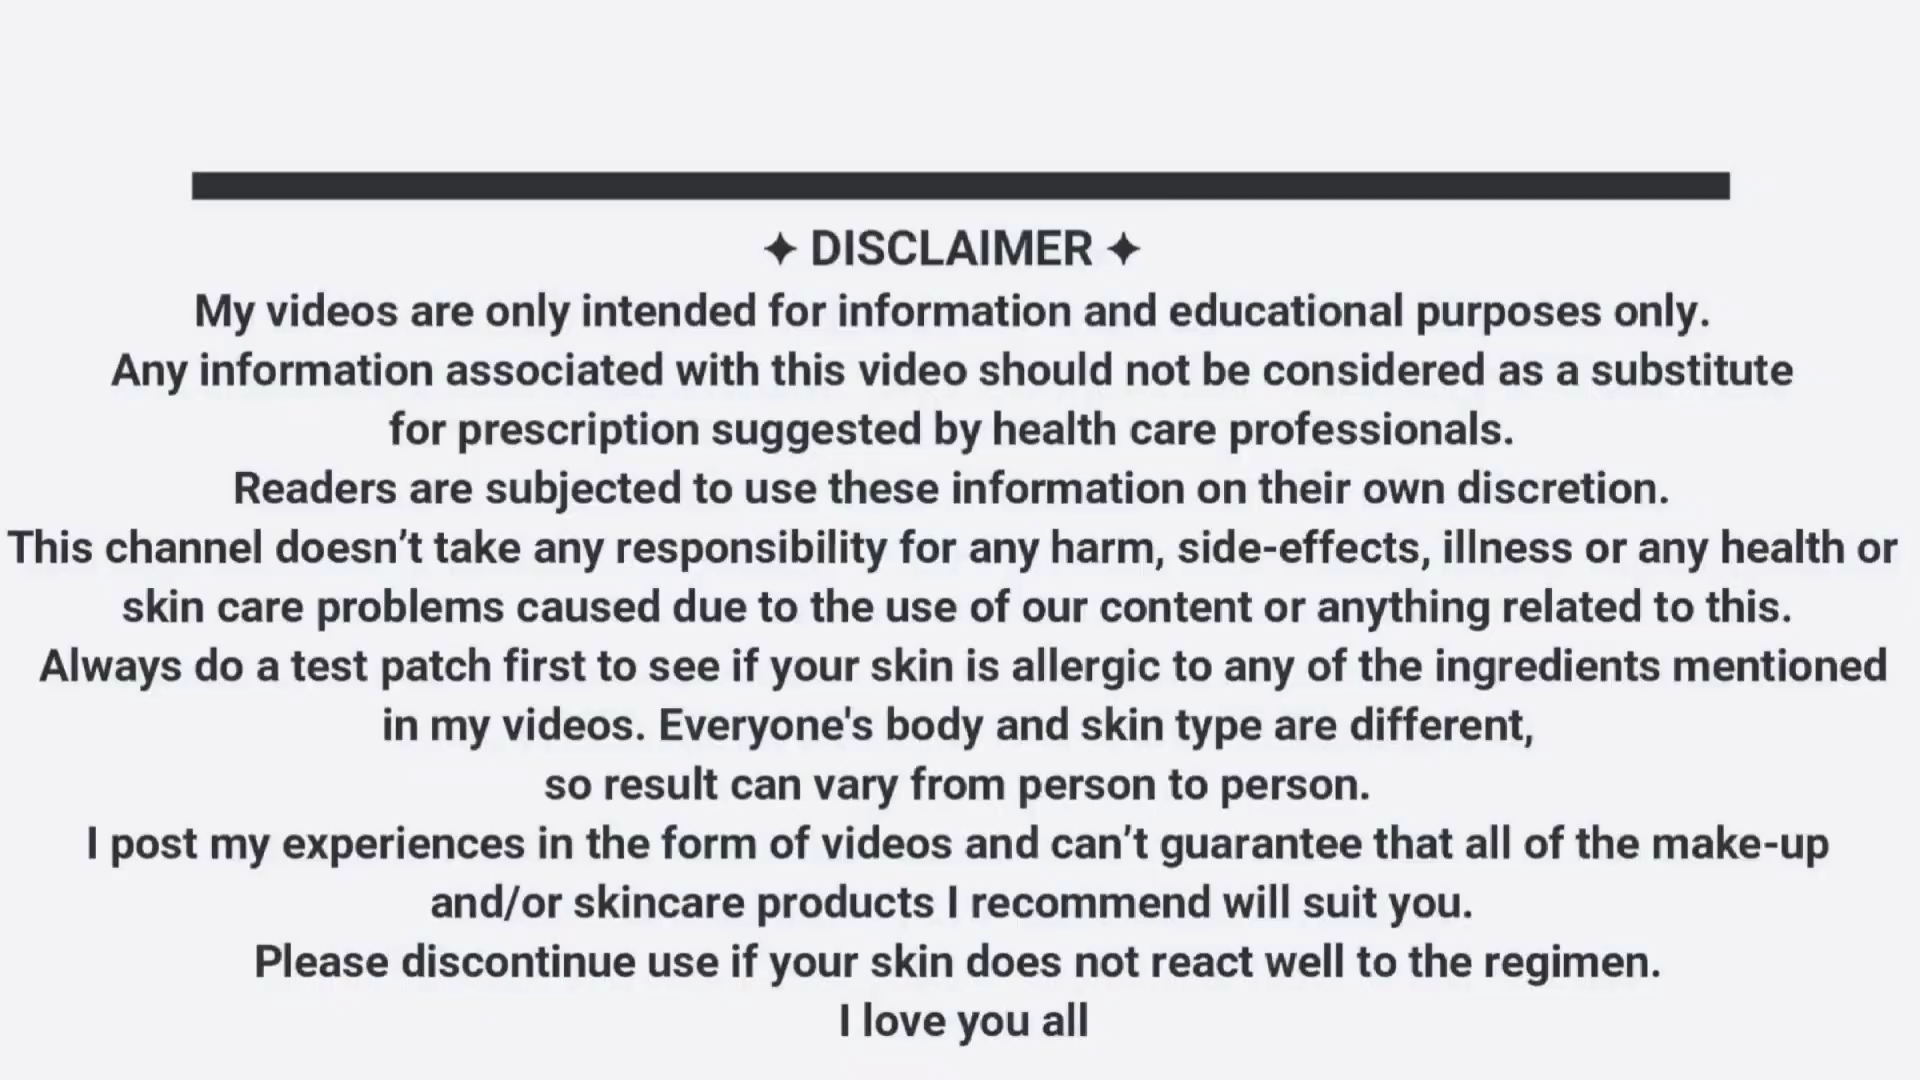 ✦ DISCLAIMER ✦
My videos are only intended for information and educational purposes only.
Any information associated with this video should not be considered as a substitute
for prescription suggested by health care professionals.
Readers are subjected to use these information on their own discretion.
This channel doesn’t take any responsibility for any harm, side-effects, illness or any health or
skin care problems caused due to the use of our content or anything related to this.
Always do a test patch first to see if your skin is allergic to any of the ingredients mentioned
in my videos. Everyone's body and skin type are different,
so result can vary from person to person.
I post my experiences in the form of videos and can’t guarantee that all of the make-up
and/or skincare products I recommend will suit you.
Please discontinue use if your skin does not react well to the regimen.
I love you all